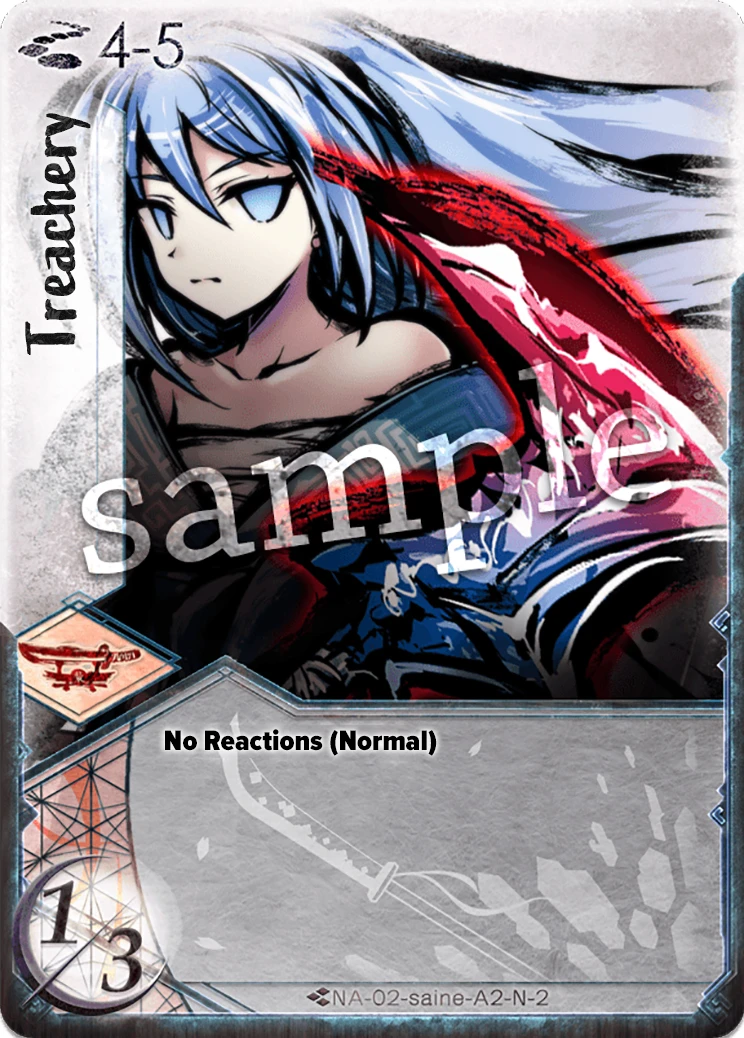 4-5
Treachery
sample
No Reactions (Normal)
1/3
NA-02-saine-A2-N-2